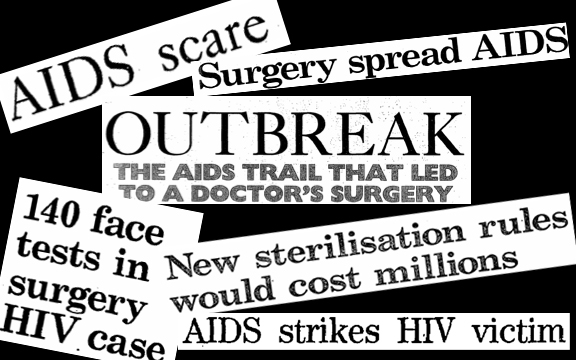 AIDS scare
Surgery spread AIDS
OUTBREAK
THE AIDS TRAIL THAT LED
TO A DOCTOR'S SURGERY
140 face
tests in
surgery
HIV case
New sterilisation rules
would cost millions
AIDS strikes HIV victim